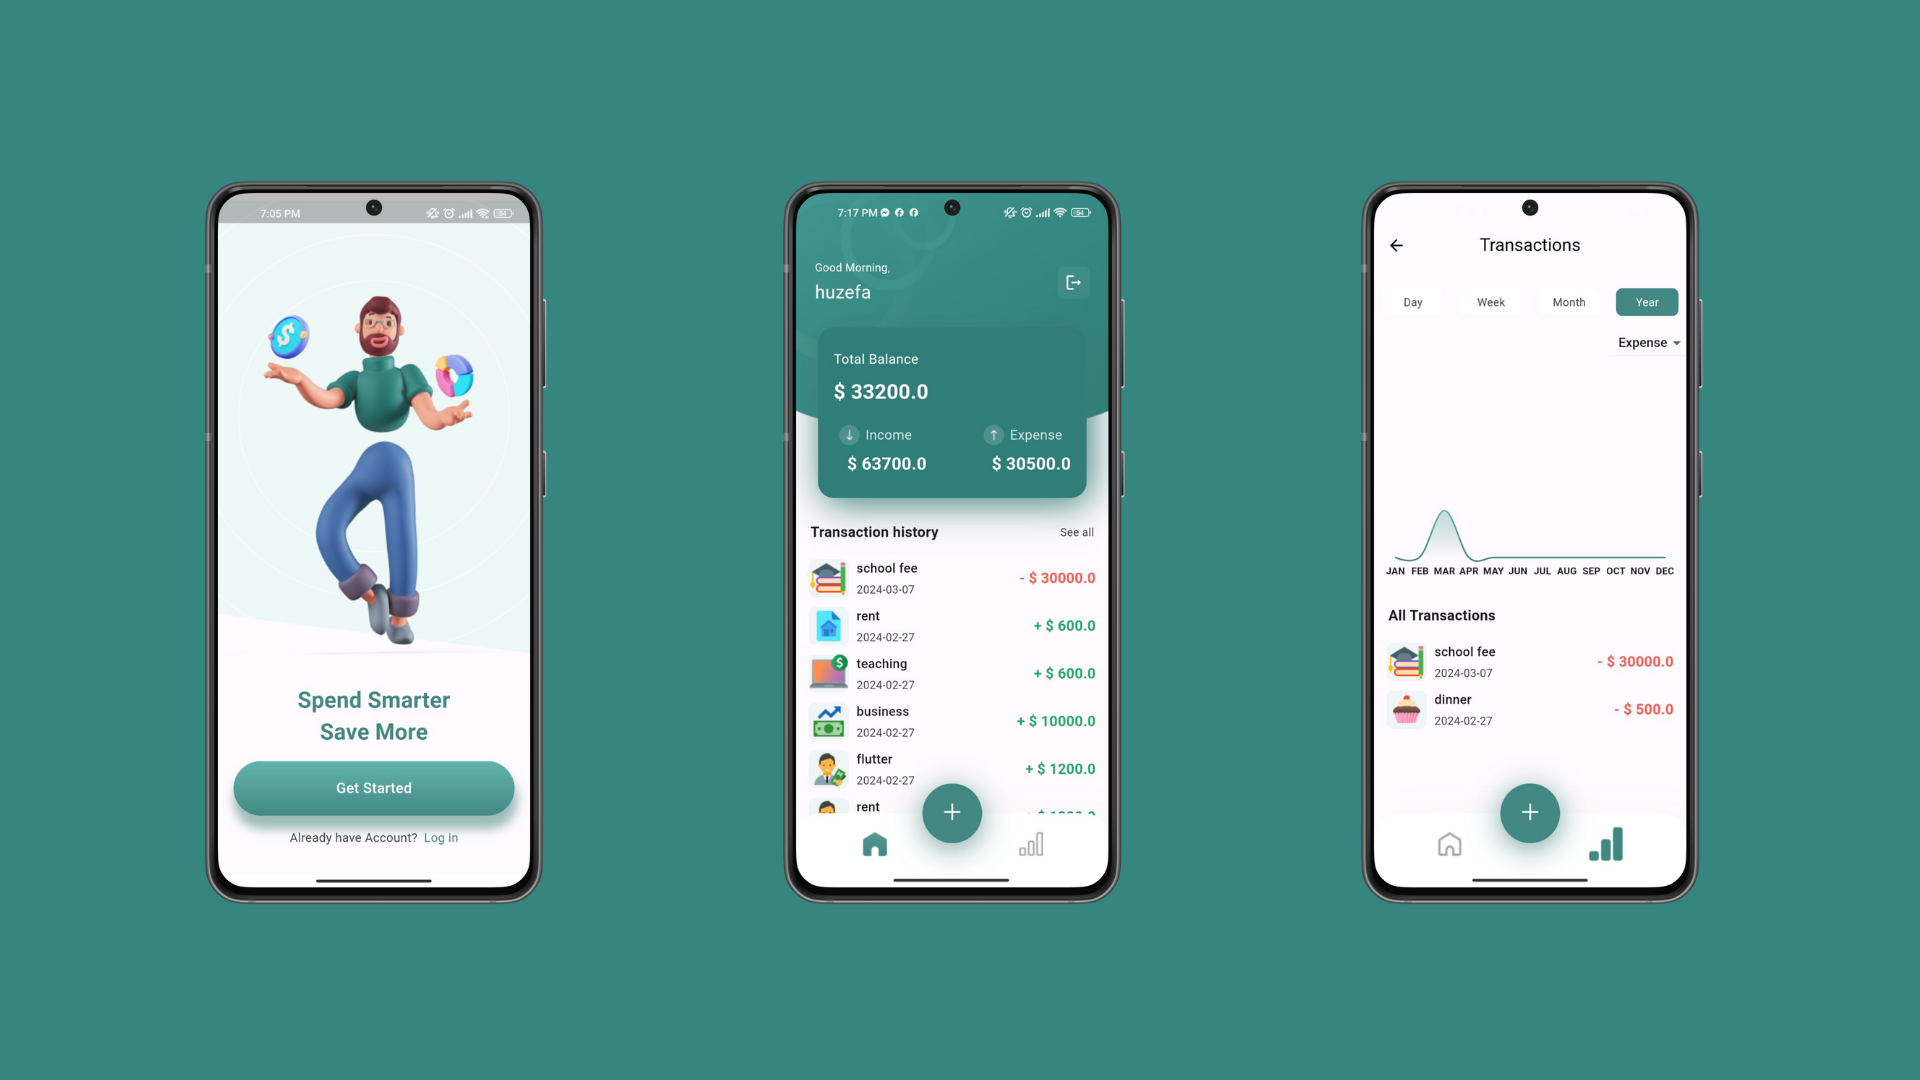 7:05 PM
54
Spend Smarter
Save More
Get Started
Already have Account? Log in
7:17 PM
54
Good Morning,
huzefa
Total Balance
$ 33200.0
Income
Expense
$ 63700.0
$ 30500.0
Transaction history
See all
school fee
- $ 30000.0
2024-03-07
rent
+ $ 600.0
2024-02-27
teaching
+ $ 600.0
2024-02-27
business
+ $ 10000.0
2024-02-27
flutter
+ $ 1200.0
2024-02-27
rent
Transactions
Day Week Month Year
Expense
JAN FEB MAR APR MAY JUN JUL AUG SEP OCT NOV DEC
All Transactions
school fee
- $ 30000.0
2024-03-07
dinner
- $ 500.0
2024-02-27